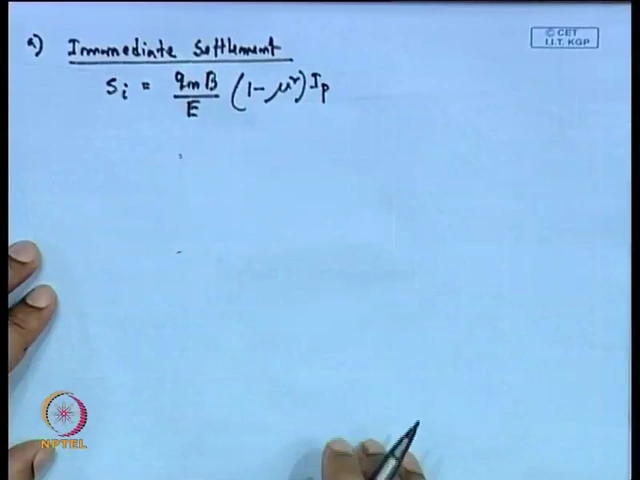 © CET
I.I.T. KGP
a) Immediate Settlement
Si = qnB/E (1-μ²)Ip
NPTEL